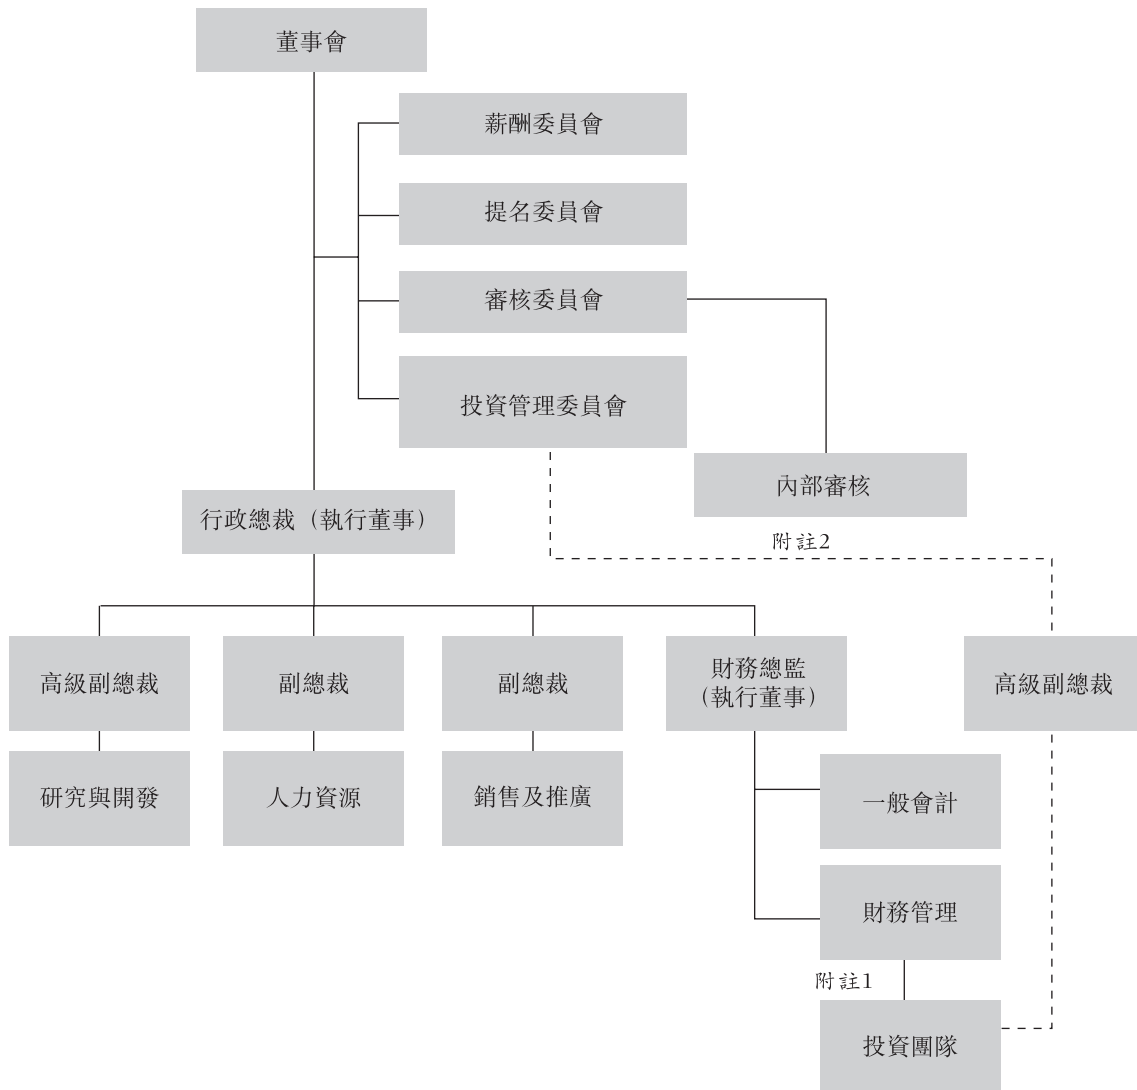 董事會
薪酬委員會
提名委員會
審核委員會
投資管理委員會
內部審核
行政總裁（執行董事）
附註2
高級副總裁
副總裁
副總裁
財務總監
（執行董事）
高級副總裁
研究與開發
人力資源
銷售及推廣
一般會計
財務管理
附註1
投資團隊